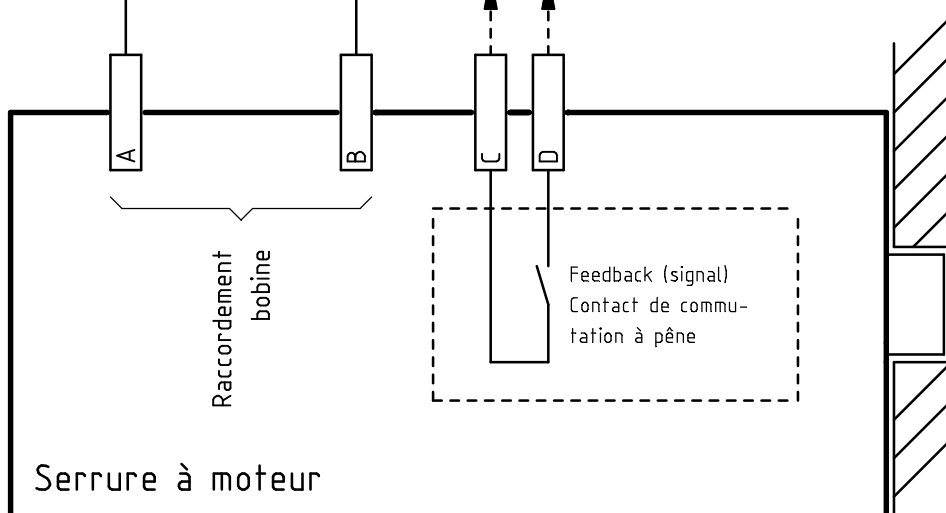 A
B
C
D
Raccordement
bobine
Feedback (signal)
Contact de commu-
tation à pêne
Serrure à moteur